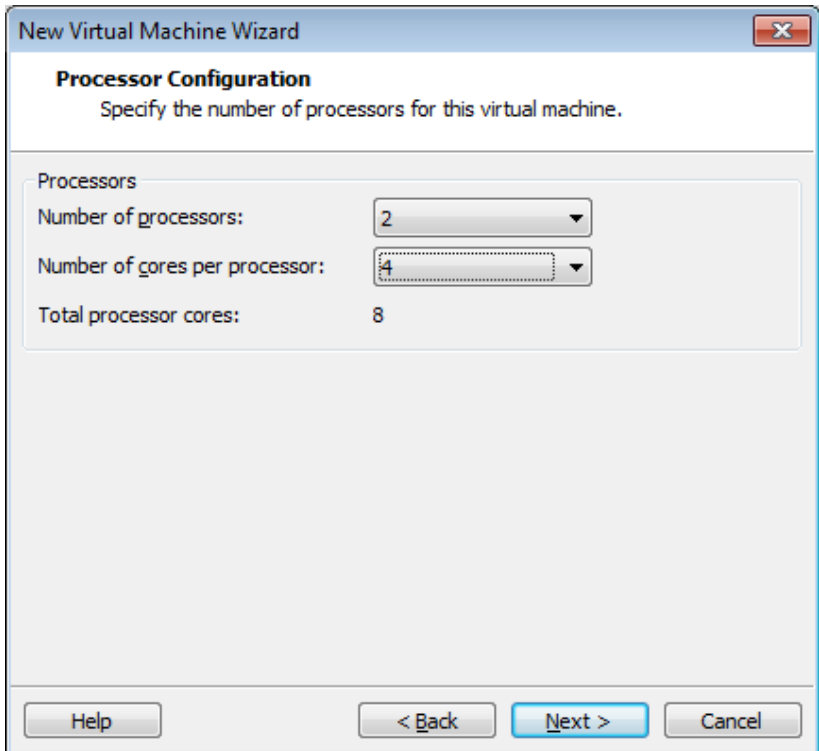 New Virtual Machine Wizard
Processor Configuration
Specify the number of processors for this virtual machine.
Processors
Number of processors: 2
Number of cores per processor: 4
Total processor cores: 8
Help < Back Next > Cancel